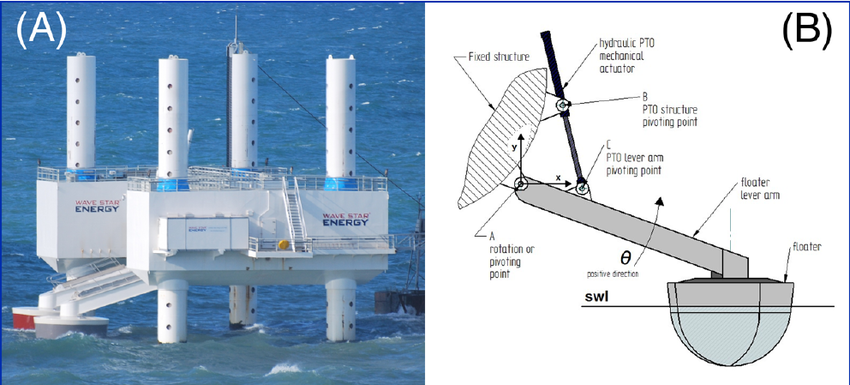 (A)
WAVE STAR
ENERGY
WAVE STAR
ENERGY
ENERGY
(B)
Fixed structure
hydraulic PTO
mechanical
actuator
B
PTO structure
pivoting point
C
PTO lever arm
pivoting point
y
x
floater
lever arm
A
rotation or
pivoting
point
θ
positive direction
floater
swl